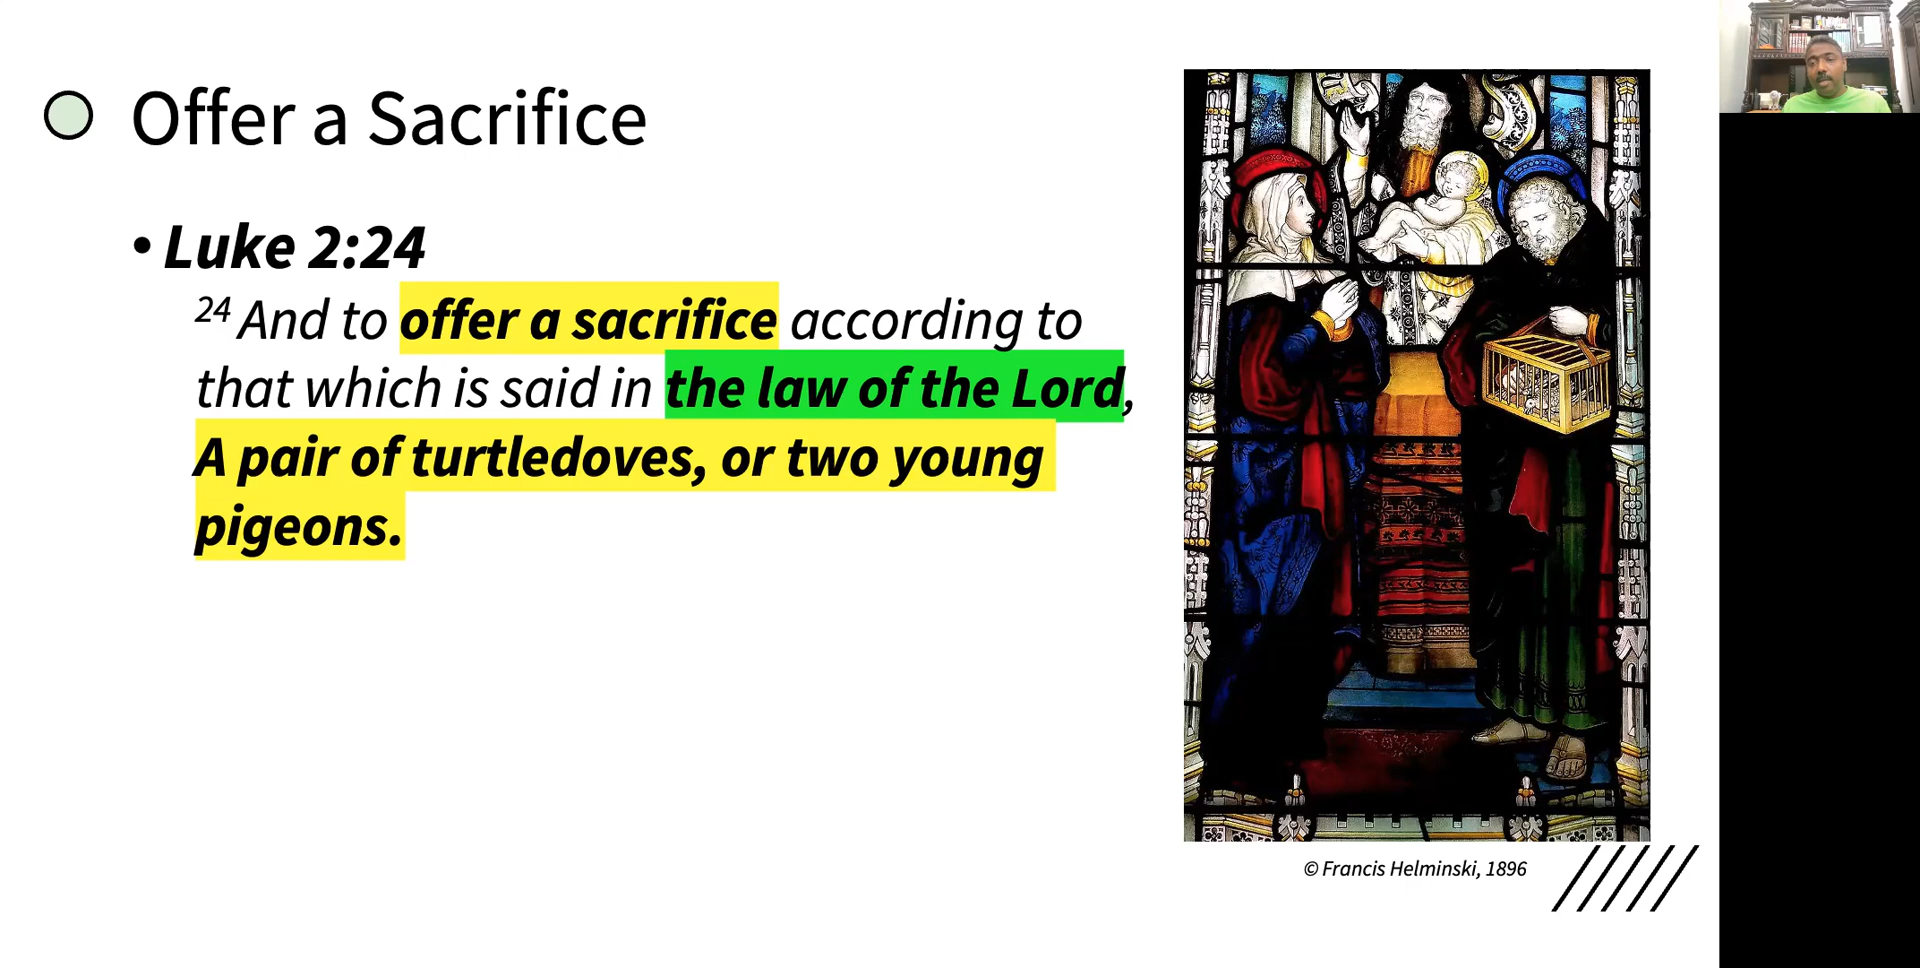 Offer a Sacrifice
• Luke 2:24
24 And to offer a sacrifice according to
that which is said in the law of the Lord,
A pair of turtledoves, or two young
pigeons.
© Francis Helminski, 1896